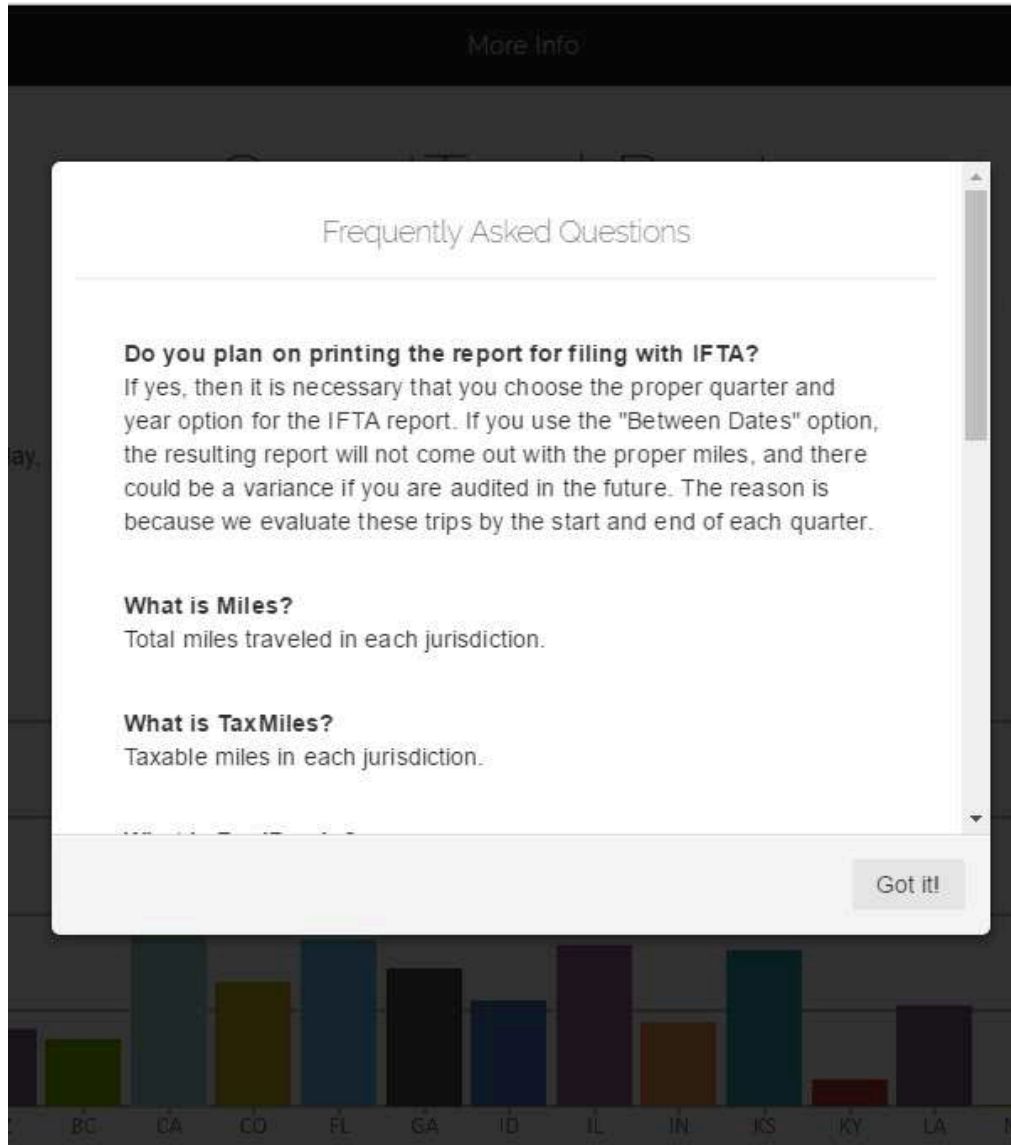 More Info
Frequently Asked Questions
Do you plan on printing the report for filing with IFTA?
If yes, then it is necessary that you choose the proper quarter and
year option for the IFTA report. If you use the "Between Dates" option,
the resulting report will not come out with the proper miles, and there
could be a variance if you are audited in the future. The reason is
because we evaluate these trips by the start and end of each quarter.
What is Miles?
Total miles traveled in each jurisdiction.
What is TaxMiles?
Taxable miles in each jurisdiction.
Got it!
BC CA CO FL GA ID IL IN KS KY LA